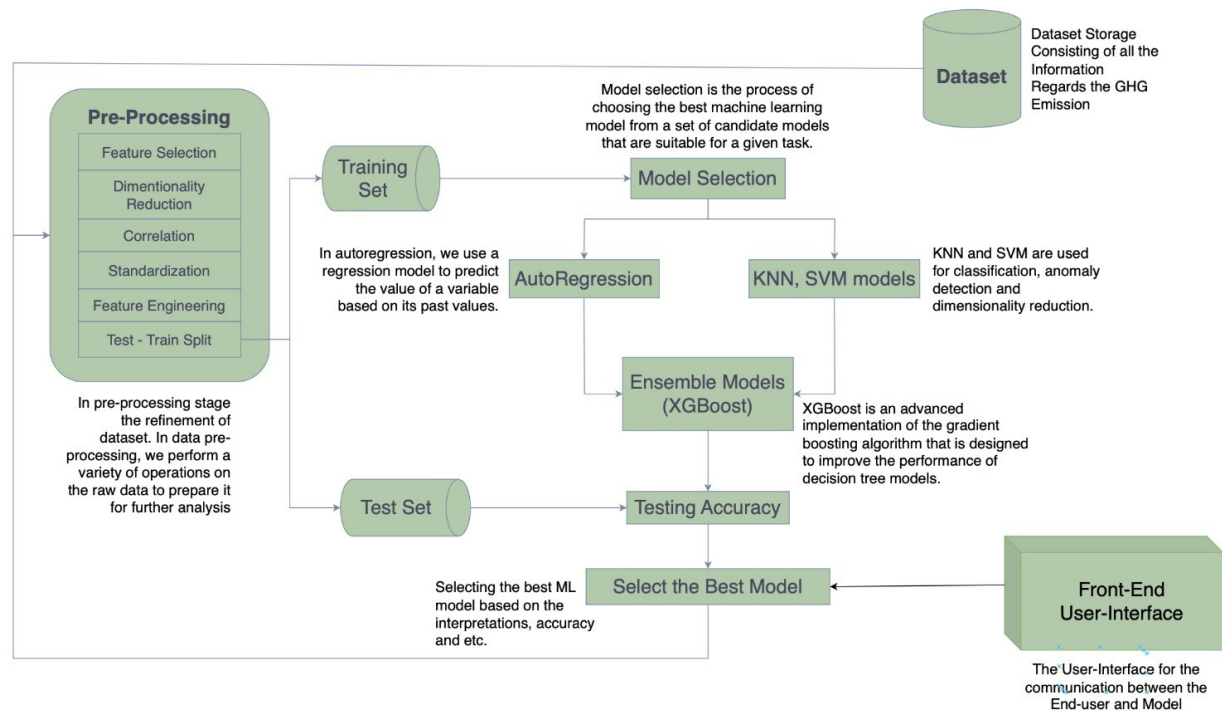 Dataset
Dataset Storage
Consisting of all the
Information
Regards the GHG
Emission
Pre-Processing
Feature Selection
Dimentionality
Reduction
Correlation
Standardization
Feature Engineering
Test - Train Split
In pre-processing stage
the refinement of
dataset. In data pre-
processing, we perform a
variety of operations on
the raw data to prepare it
for further analysis
Training
Set
Model selection is the process of
choosing the best machine learning
model from a set of candidate models
that are suitable for a given task.
Model Selection
In autoregression, we use a
regression model to predict
the value of a variable
based on its past values.
AutoRegression
KNN, SVM models
KNN and SVM are used
for classification, anomaly
detection and
dimensionality reduction.
Ensemble Models
(XGBoost)
XGBoost is an advanced
implementation of the gradient
boosting algorithm that is designed
to improve the performance of
decision tree models.
Test Set
Testing Accuracy
Selecting the best ML
model based on the
interpretations, accuracy
and etc.
Select the Best Model
Front-End
User-Interface
The User-Interface for the
communication between the
End-user and Model